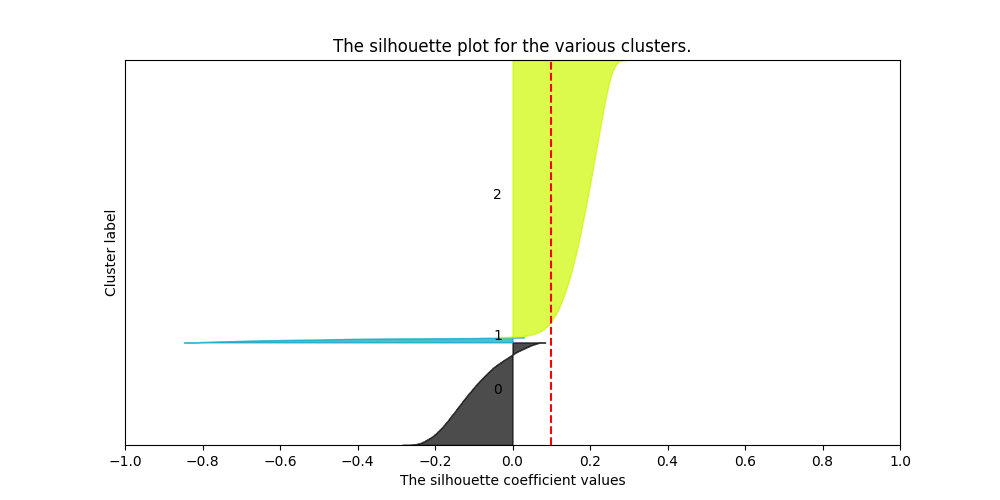 The silhouette plot for the various clusters.
Cluster label
2
1
0
−1.0 −0.8 −0.6 −0.4 −0.2 0.0 0.2 0.4 0.6 0.8 1.0
The silhouette coefficient values